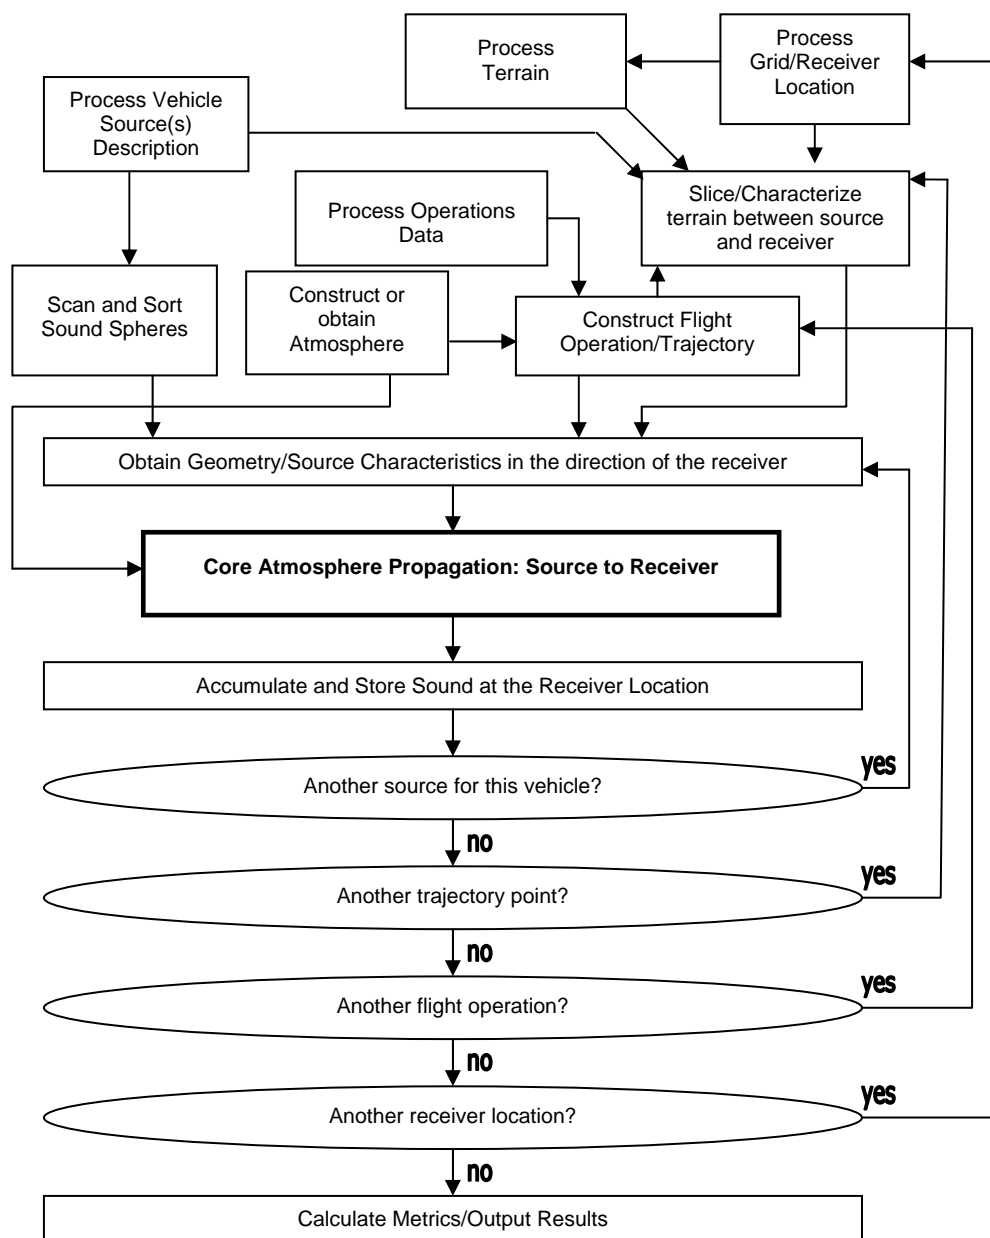 Process
Terrain
Process
Grid/Receiver
Location
Process Vehicle
Source(s)
Description
Process Operations
Data
Slice/Characterize
terrain between source
and receiver
Scan and Sort
Sound Spheres
Construct or
obtain
Atmosphere
Construct Flight
Operation/Trajectory
Obtain Geometry/Source Characteristics in the direction of the receiver
Core Atmosphere Propagation: Source to Receiver
Accumulate and Store Sound at the Receiver Location
Another source for this vehicle?
yes
no
Another trajectory point?
yes
no
Another flight operation?
yes
no
Another receiver location?
yes
no
Calculate Metrics/Output Results